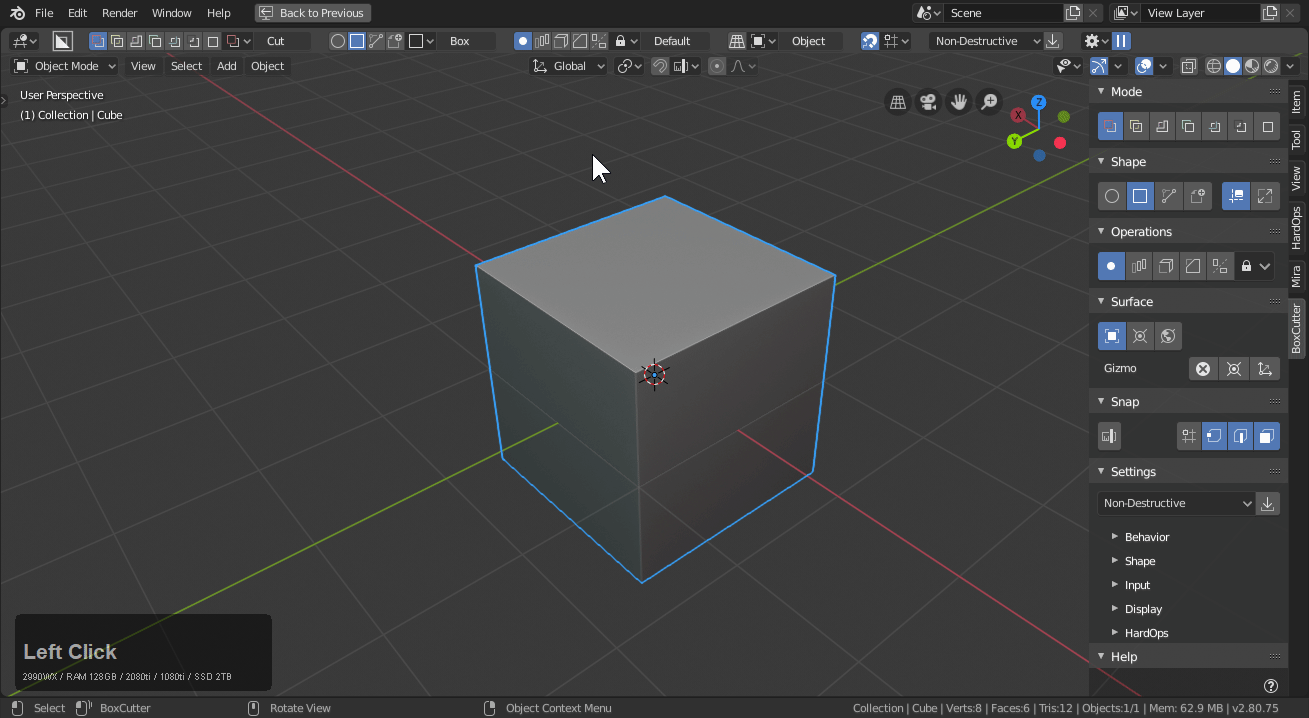 File Edit Render Window Help Back to Previous Scene View Layer
Cut Box Default Object Non-Destructive
Object Mode View Select Add Object Global
User Perspective
(1) Collection | Cube
X
Y
Z
Mode
Shape
Operations
Surface
Gizmo
Snap
Settings
Non-Destructive
Behavior
Shape
Input
Display
HardOps
Help
Item
Tool
View
HardOps
Mira
BoxCutter
Left Click
2990WX / RAM 128GB / 2080ti / 1080ti / SSD 2TB
Select BoxCutter Rotate View Object Context Menu Collection | Cube | Verts:8 | Faces:6 | Tris:12 | Objects:1/1 | Mem: 62.9 MB | v2.80.75